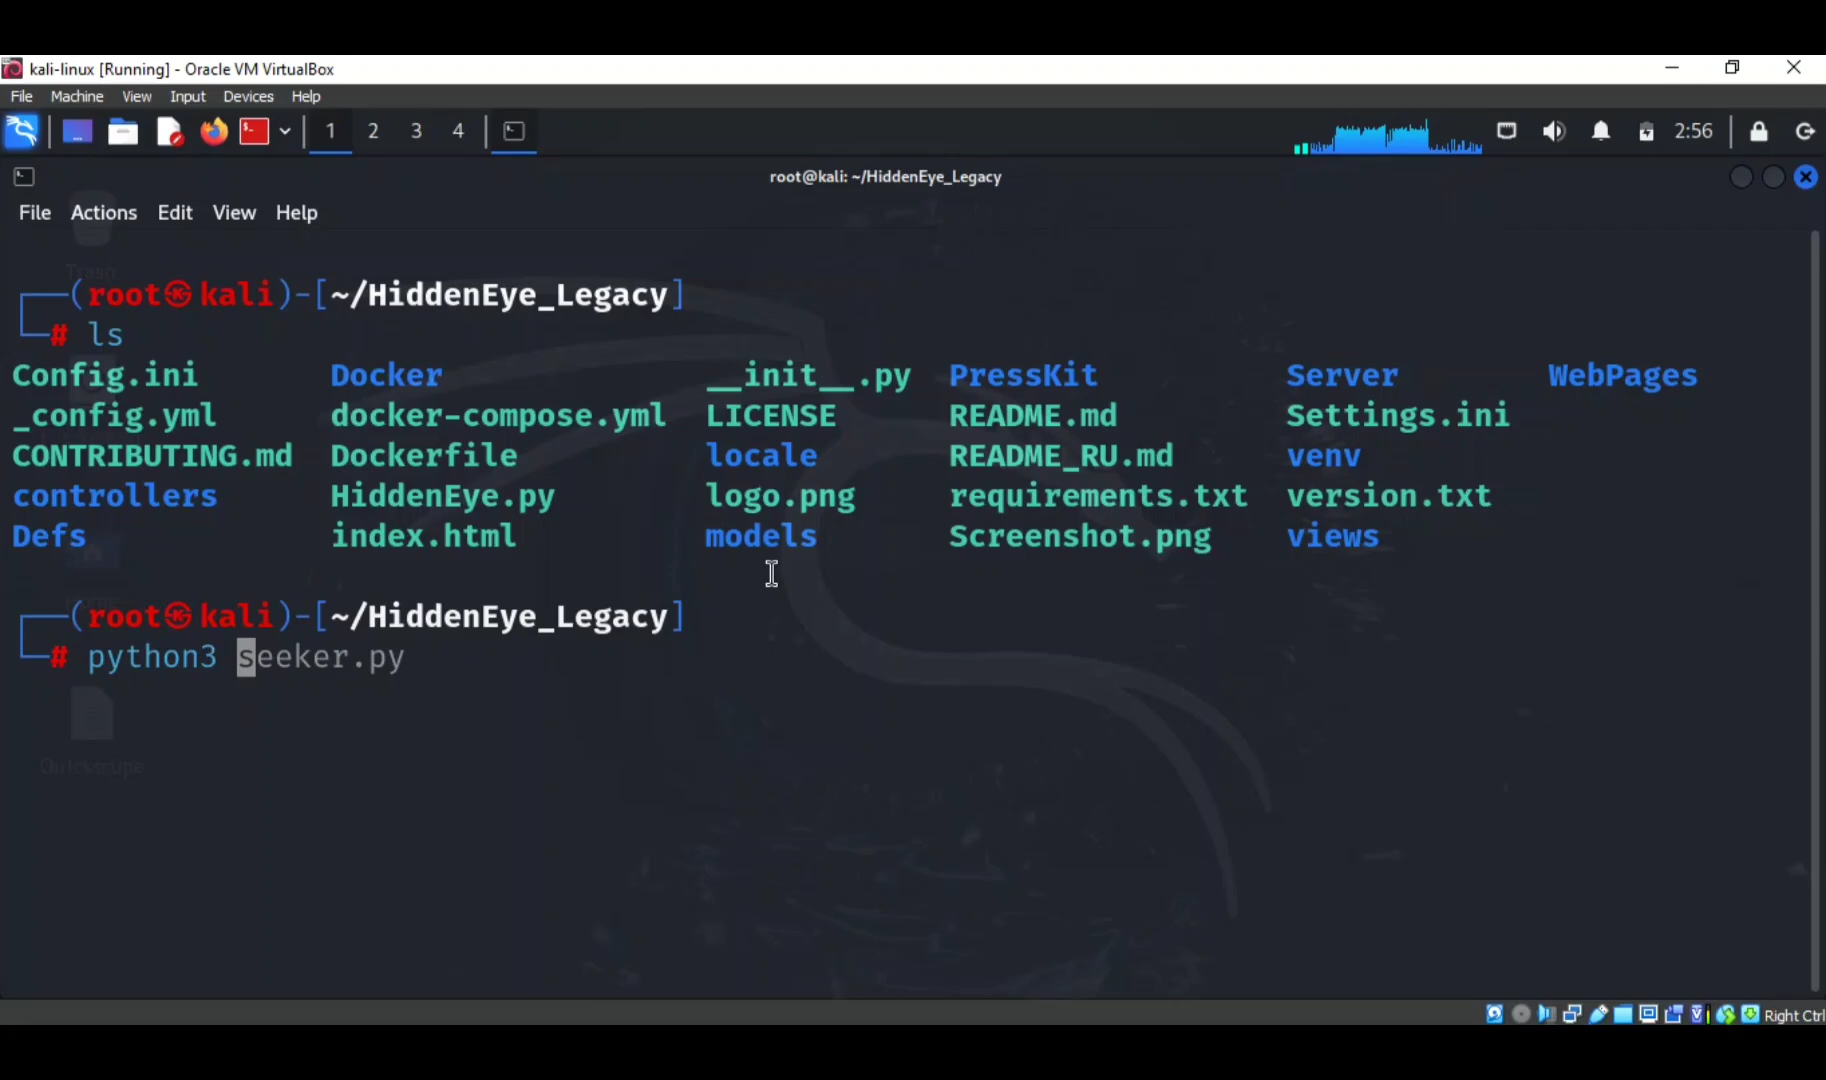 kali-linux [Running] - Oracle VM VirtualBox
File Machine View Input Devices Help
1 2 3 4 2:56
root@kali: ~/HiddenEye_Legacy
File Actions Edit View Help
Trash
(root㉿kali)-[~/HiddenEye_Legacy]
# ls
Config.ini Docker __init__.py PressKit Server WebPages
_config.yml docker-compose.yml LICENSE README.md Settings.ini
CONTRIBUTING.md Dockerfile locale README_RU.md venv
controllers HiddenEye.py logo.png requirements.txt version.txt
Defs index.html models Screenshot.png views
(root㉿kali)-[~/HiddenEye_Legacy]
# python3 seeker.py
Right Ctrl